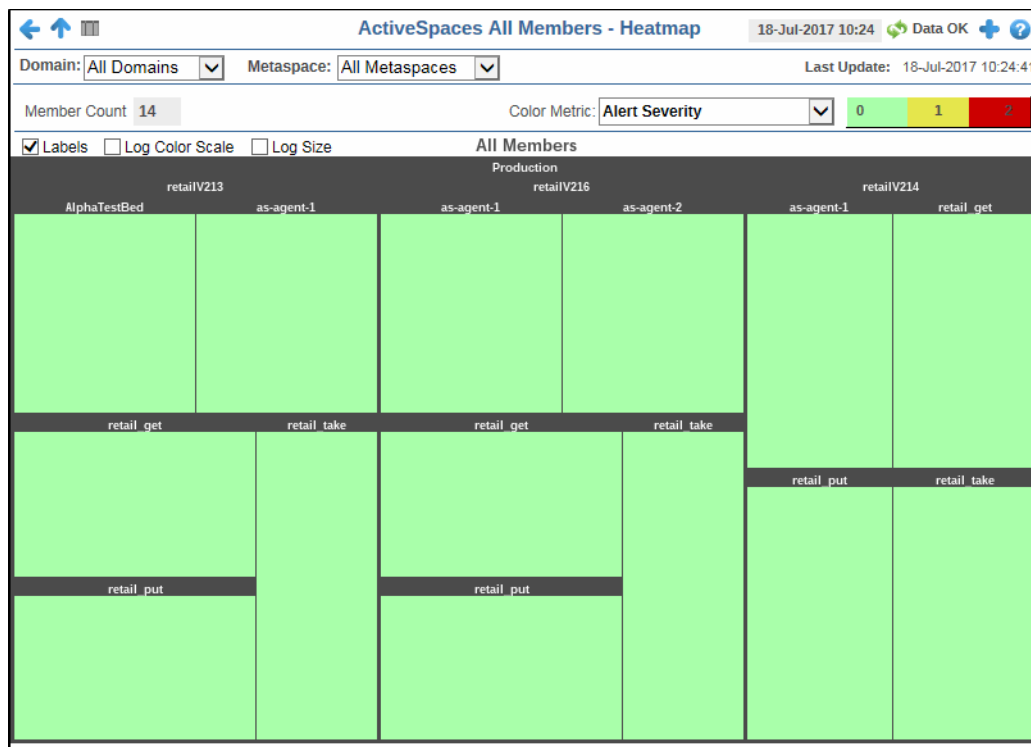 ActiveSpaces All Members - Heatmap 18-Jul-2017 10:24 Data OK
Domain: All Domains Metaspace: All Metaspaces Last Update: 18-Jul-2017 10:24:41
Member Count 14 Color Metric: Alert Severity 0 1 2
Labels Log Color Scale Log Size All Members
Production
retailV213 retailV216 retailV214
AlphaTestBed as-agent-1 as-agent-1 as-agent-2 as-agent-1 retail_get
retail_get retail_take retail_get retail_take
retail_put retail_take
retail_put retail_put